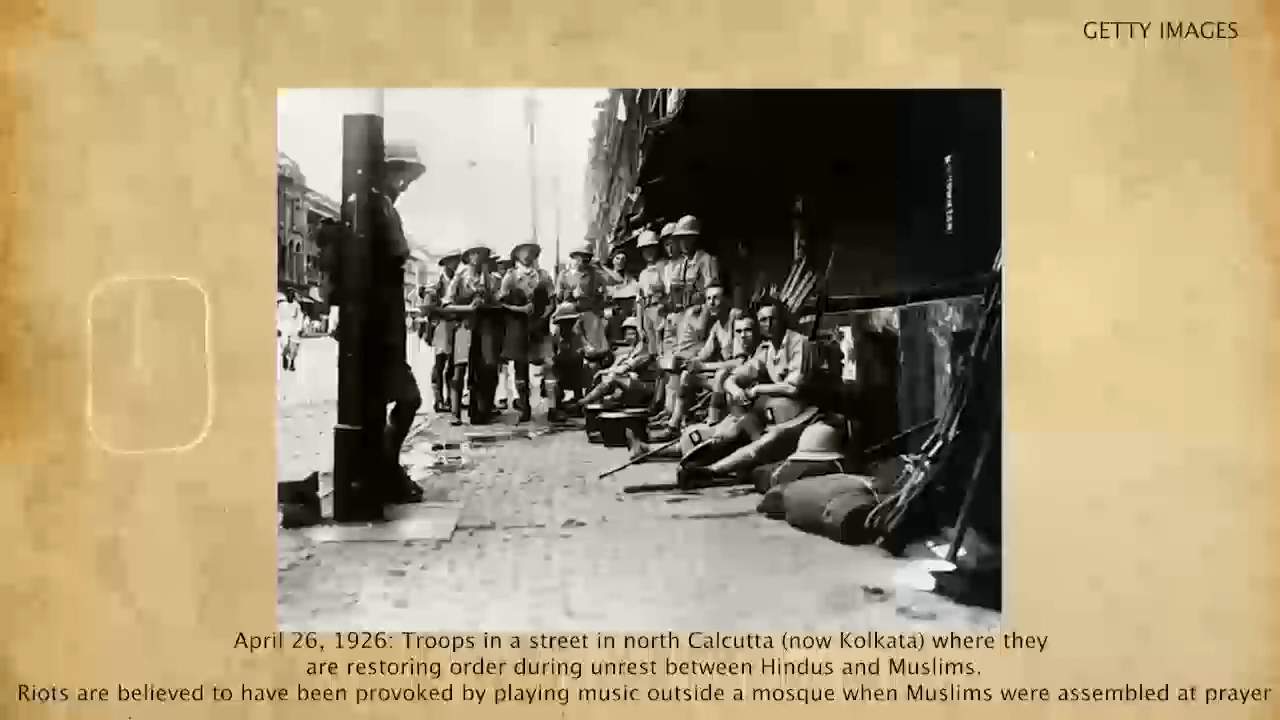 GETTY IMAGES
April 26, 1926: Troops in a street in north Calcutta (now Kolkata) where they
are restoring order during unrest between Hindus and Muslims.
Riots are believed to have been provoked by playing music outside a mosque when Muslims were assembled at prayer